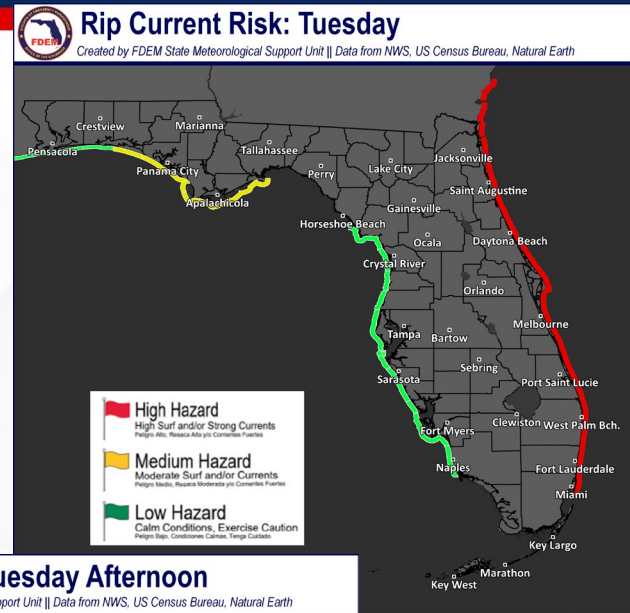 Rip Current Risk: Tuesday
FDEM
Created by FDEM State Meteorological Support Unit || Data from NWS, US Census Bureau, Natural Earth
Crestview
Marianna
Pensacola
Tallahassee
Jacksonville
Panama City
Perry
Lake City
Saint Augustine
Apalachicola
Gainesville
Horseshoe Beach
Ocala
Daytona Beach
Crystal River
Orlando
Melbourne
Tampa
Bartow
Sebring
Sarasota
Port Saint Lucie
Clewiston
West Palm Bch.
Fort Myers
Naples
Fort Lauderdale
Miami
Key Largo
Marathon
Key West
High Hazard
High Surf and/or Strong Currents
Peligro Alto, Resaca Alta y/o Corrientes Fuertes
Medium Hazard
Moderate Surf and/or Currents
Peligro Medio, Resaca Moderada y/o Corrientes Fuertes
Low Hazard
Calm Conditions, Exercise Caution
Peligro Bajo, Condiciones Calmas, Tenga Cuidado
uesday Afternoon
pport Unit || Data from NWS, US Census Bureau, Natural Earth